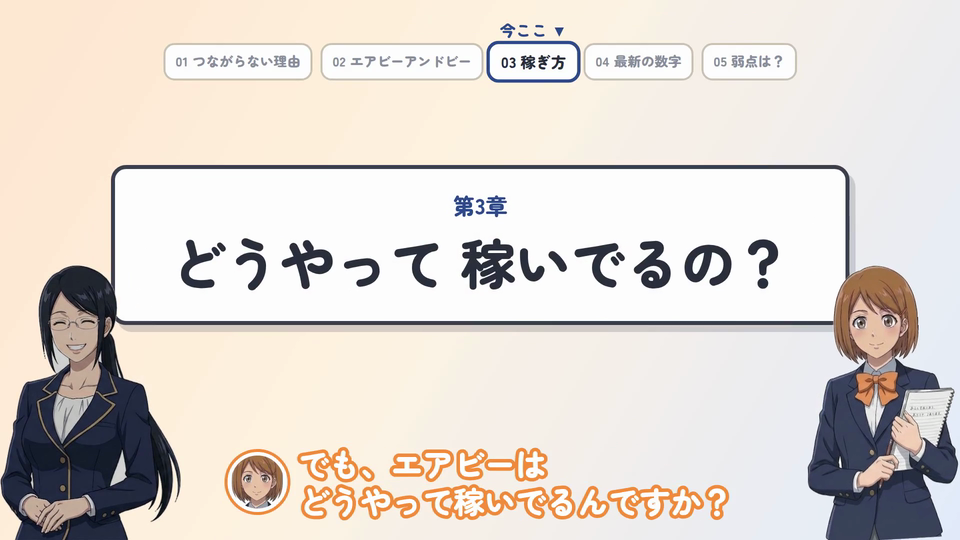 今ここ ▼
01 つながらない理由
02 エアビーアンドビー
03 稼ぎ方
04 最新の数字
05 弱点は？
第3章
どうやって 稼いでるの？
でも、エアビーは
どうやって稼いでるんですか？